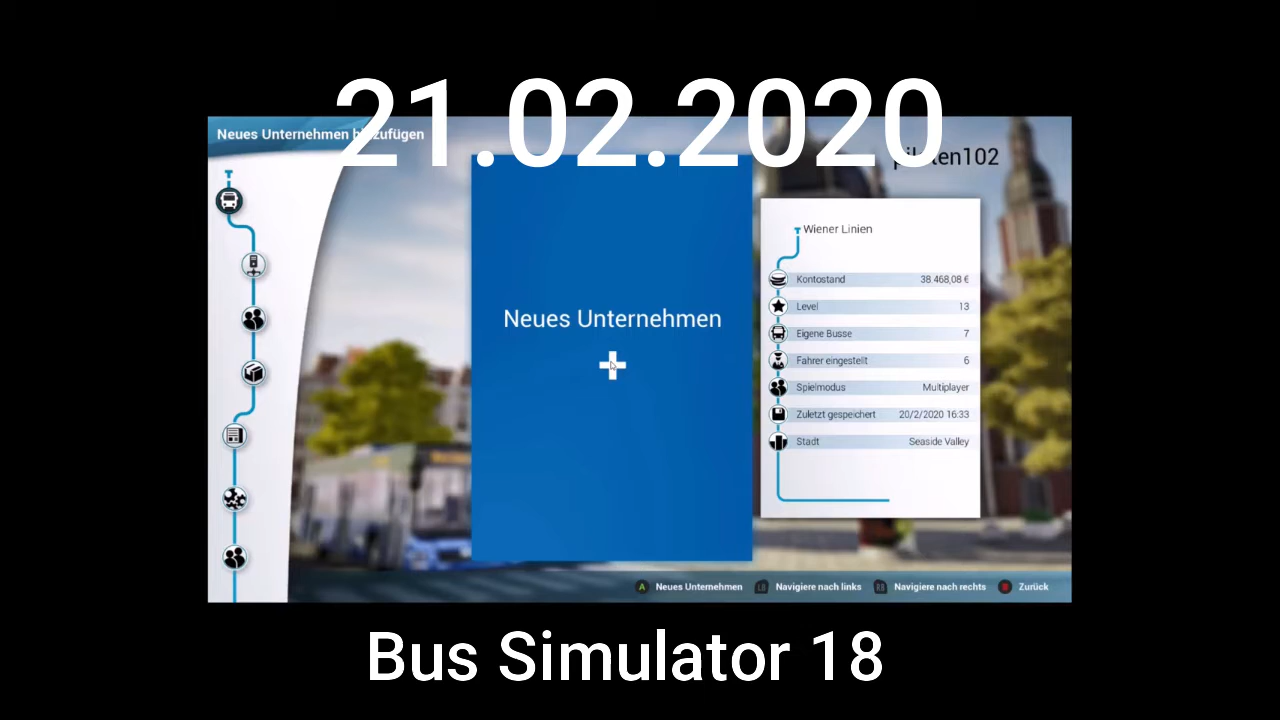 21.02.2020
Neues Unternehmen hinzufügen
Neues Unternehmen
Wiener Linien
Kontostand 38 468,08 €
Level 13
Eigene Busse 7
Fahrer eingestellt 6
Spielmodus Multiplayer
Zuletzt gespeichert 20/2/2020 16:33
Stadt Seaside Valley
A Neues Unternehmen LB Navigiere nach links RB Navigiere nach rechts B Zurück
Bus Simulator 18